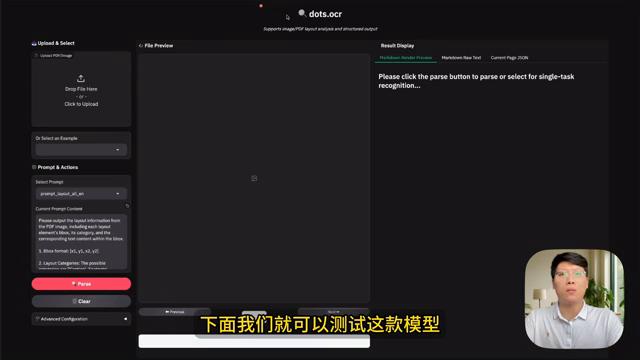 dots.ocr
Supports image/PDF layout analysis and structured output
Upload & Select
Upload PDF/Image
Drop File Here
- or -
Click to Upload
Or Select an Example
Prompt & Actions
Select Prompt
prompt_layout_all_en
Current Prompt Content
Please output the layout information from
the PDF image, including each layout
element's bbox, its category, and the
corresponding text content within the bbox.
1. Bbox format: [x1, y1, x2, y2]
2. Layout Categories: The possible
Parse
Clear
Advanced Configuration
File Preview
Previous
Result Display
Markdown Render Preview
Markdown Raw Text
Current Page JSON
Please click the parse button to parse or select for single-task
recognition...
下面我们就可以测试这款模型